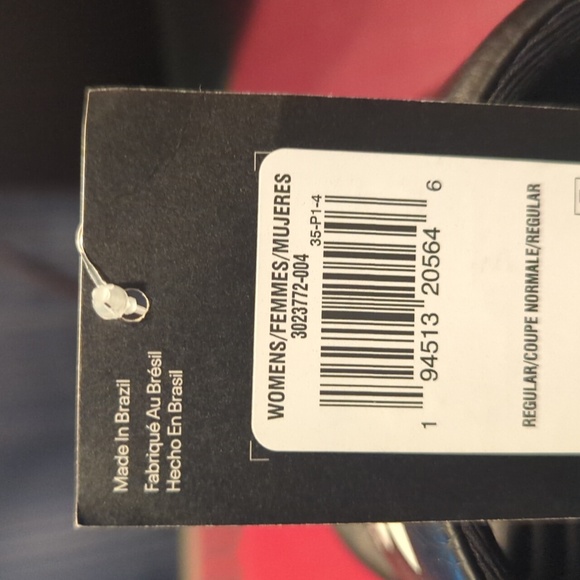 Made In Brazil
Fabriqué Au Brésil
Hecho En Brasil
WOMENS/FEMMES/MUJERES
3023772-004
35-P1-4
1 94513 20564 6
REGULAR/COUPE NORMALE/REGULAR